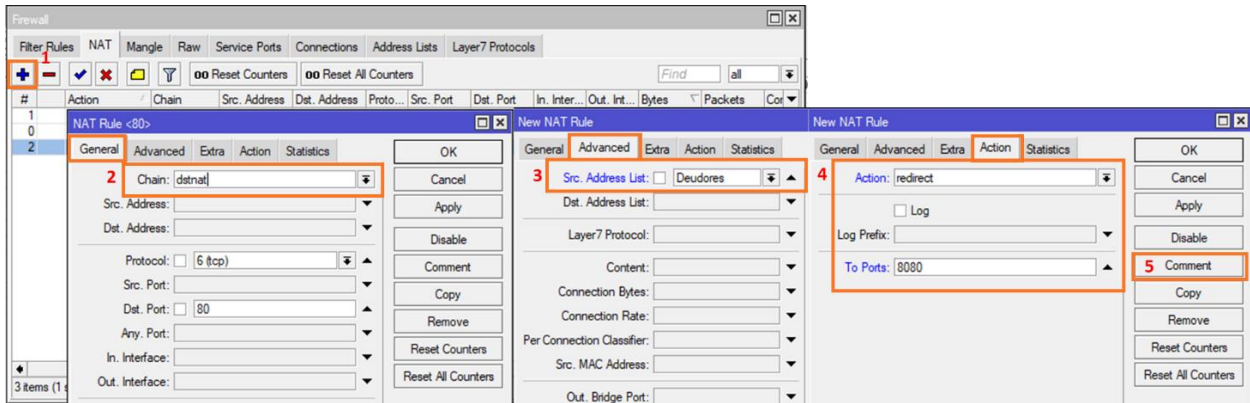 Firewall
Filter Rules NAT Mangle Raw Service Ports Connections Address Lists Layer7 Protocols
1
00 Reset Counters 00 Reset All Counters Find all
# Action Chain Src. Address Dst. Address Proto... Src. Port Dst. Port In. Inter... Out. Int... Bytes Packets
1
0
2
3 items (1
NAT Rule <80>
General Advanced Extra Action Statistics
2
Chain: dstnat
Src. Address:
Dst. Address:
Protocol: 6 (tcp)
Src. Port:
Dst. Port: 80
Any. Port:
In. Interface:
Out. Interface:
OK
Cancel
Apply
Disable
Comment
Copy
Remove
Reset Counters
Reset All Counters
New NAT Rule
General Advanced Extra Action Statistics
3
Src. Address List: Deudores
Dst. Address List:
Layer7 Protocol:
Content:
Connection Bytes:
Connection Rate:
Per Connection Classifier:
Src. MAC Address:
Out. Bridge Port:
New NAT Rule
General Advanced Extra Action Statistics
4
Action: redirect
Log
Log Prefix:
To Ports: 8080
OK
Cancel
Apply
Disable
5 Comment
Copy
Remove
Reset Counters
Reset All Counters